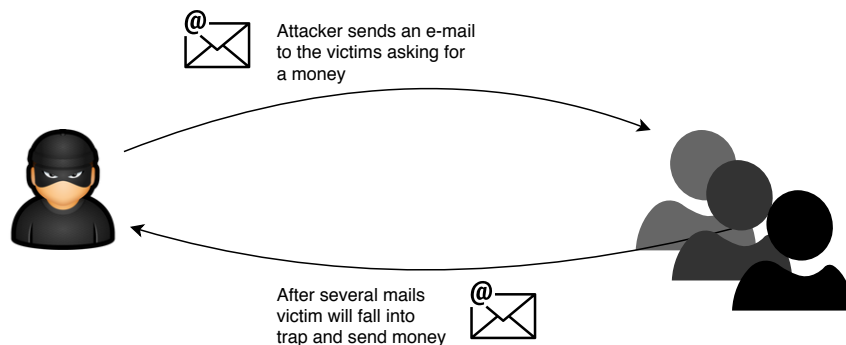 @
Attacker sends an e-mail
to the victims asking for
a money
After several mails
victim will fall into
trap and send money
@